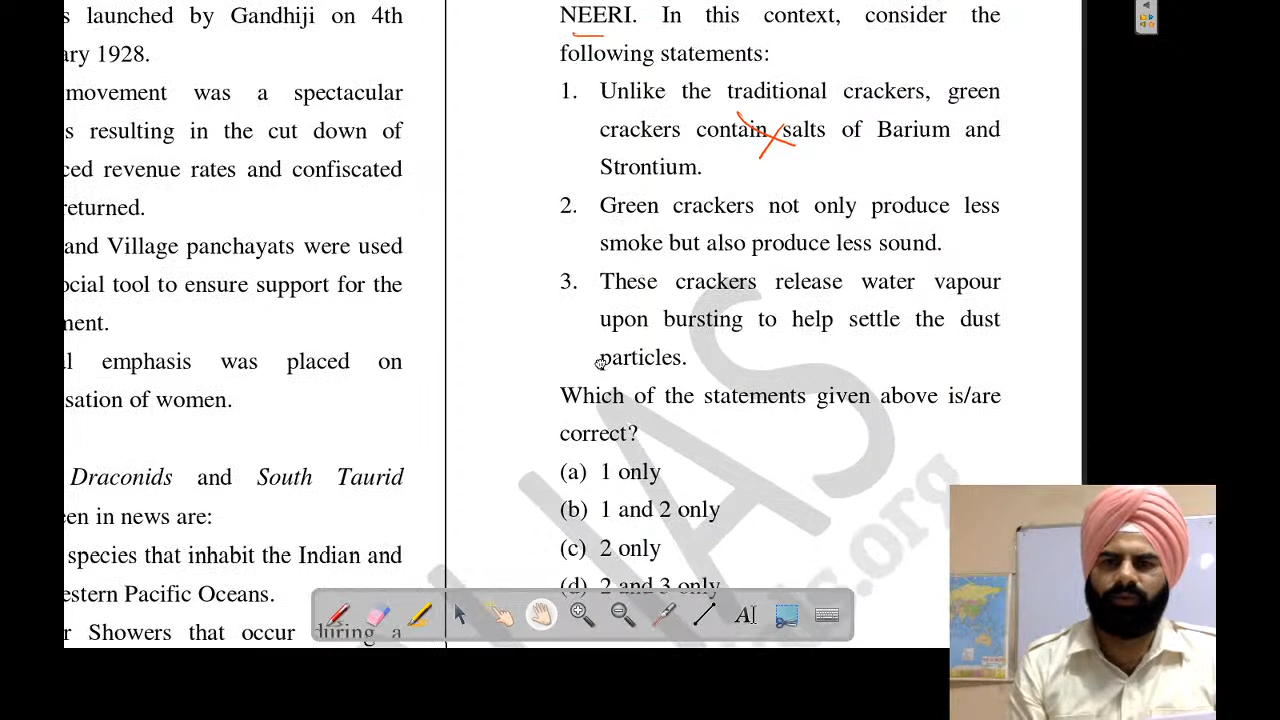 s launched by Gandhiji on 4th
ary 1928.
movement was a spectacular
s resulting in the cut down of
ced revenue rates and confiscated
returned.
and Village panchayats were used
ocial tool to ensure support for the
ment.
l emphasis was placed on
sation of women.
Draconids and South Taurid
een in news are:
species that inhabit the Indian and
estern Pacific Oceans.
r Showers that occur during a
NEERI. In this context, consider the
following statements:
1. Unlike the traditional crackers, green
crackers contain salts of Barium and
Strontium.
2. Green crackers not only produce less
smoke but also produce less sound.
3. These crackers release water vapour
upon bursting to help settle the dust
particles.
Which of the statements given above is/are
correct?
(a) 1 only
(b) 1 and 2 only
(c) 2 only
(d) 2 and 3 only
IAS
.org
A